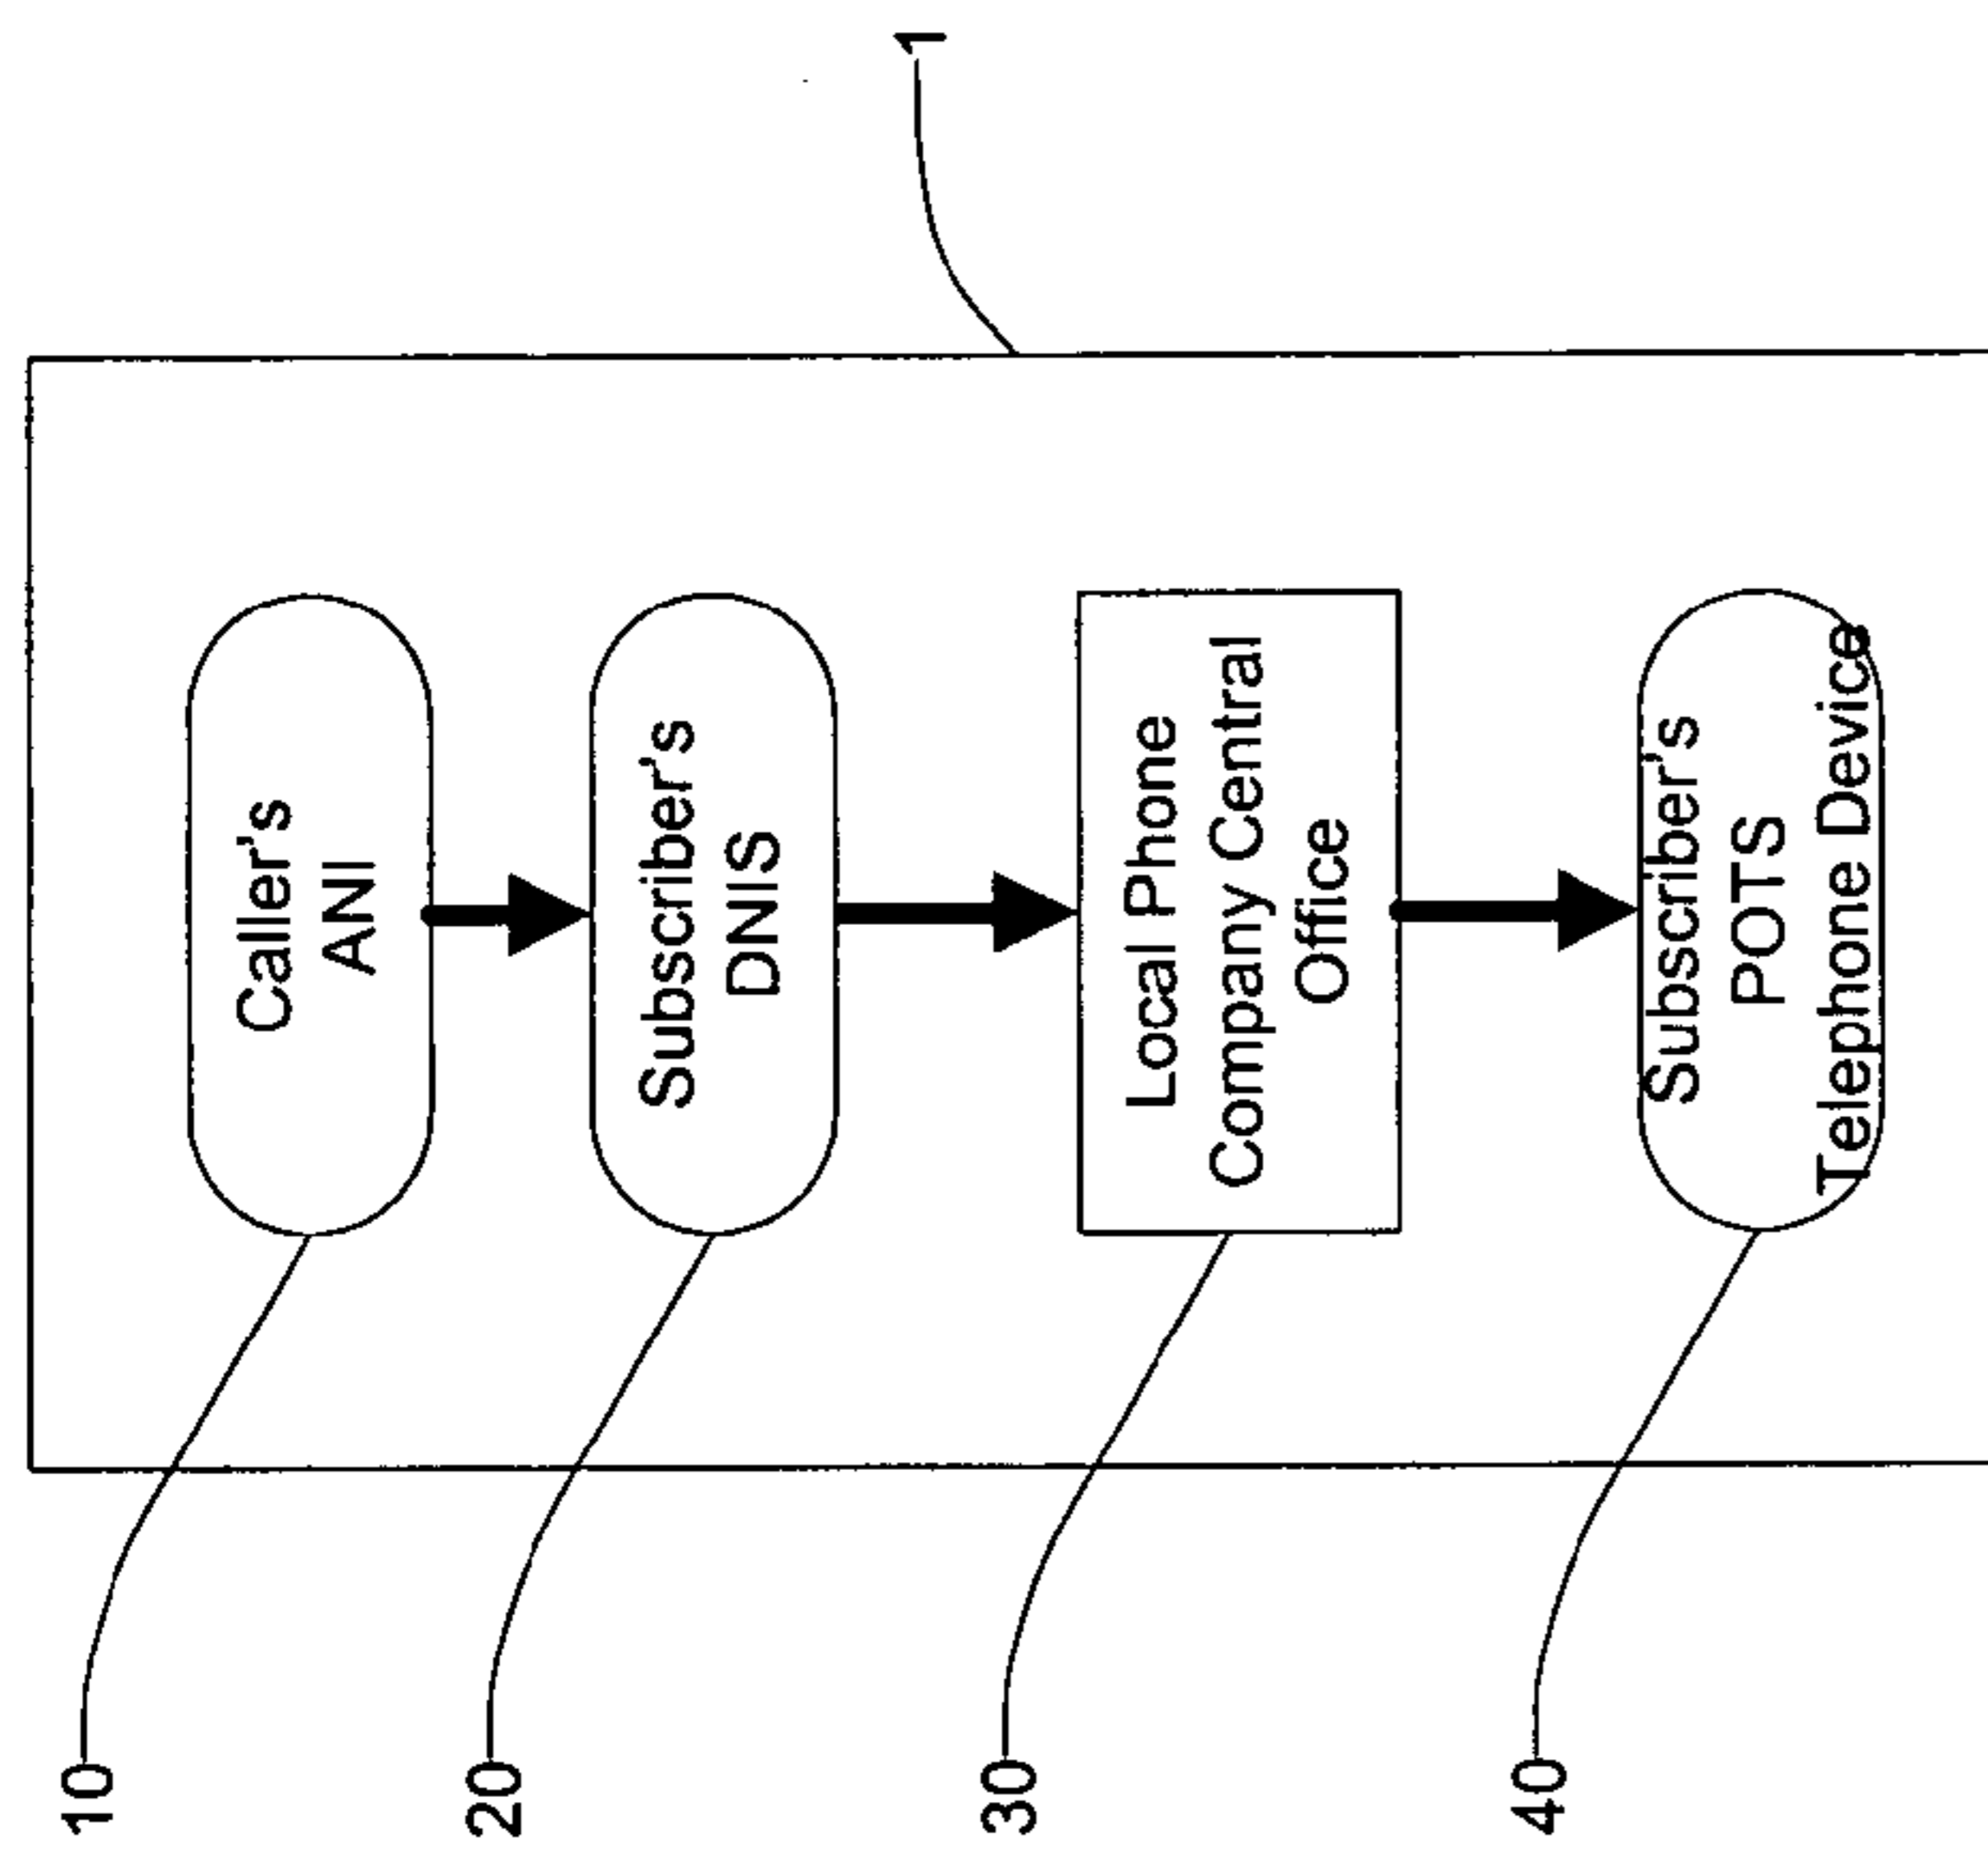 1
10
Caller's
ANI
20
Subscriber's
DNIS
30
Local Phone
Company Central
Office
40
Subscriber's
POTS
Telephone Device